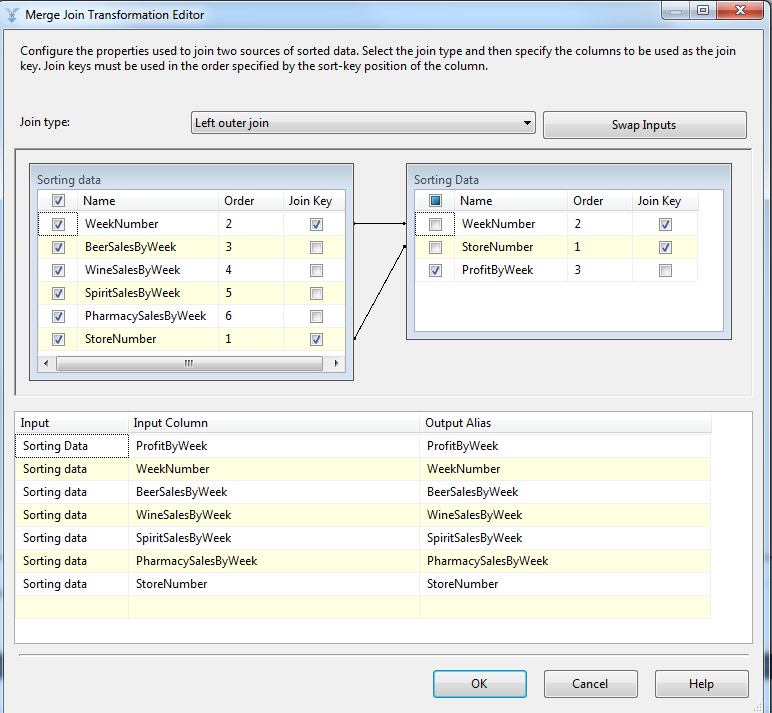 Merge Join Transformation Editor
Configure the properties used to join two sources of sorted data. Select the join type and then specify the columns to be used as the join
key. Join keys must be used in the order specified by the sort-key position of the column.
Join type: Left outer join Swap Inputs
Sorting data
Name Order Join Key
WeekNumber 2
BeerSalesByWeek 3
WineSalesByWeek 4
SpiritSalesByWeek 5
PharmacySalesByWeek 6
StoreNumber 1
Sorting Data
Name Order Join Key
WeekNumber 2
StoreNumber 1
ProfitByWeek 3
Input Input Column Output Alias
Sorting Data ProfitByWeek ProfitByWeek
Sorting data WeekNumber WeekNumber
Sorting data BeerSalesByWeek BeerSalesByWeek
Sorting data WineSalesByWeek WineSalesByWeek
Sorting data SpiritSalesByWeek SpiritSalesByWeek
Sorting data PharmacySalesByWeek PharmacySalesByWeek
Sorting data StoreNumber StoreNumber
OK Cancel Help